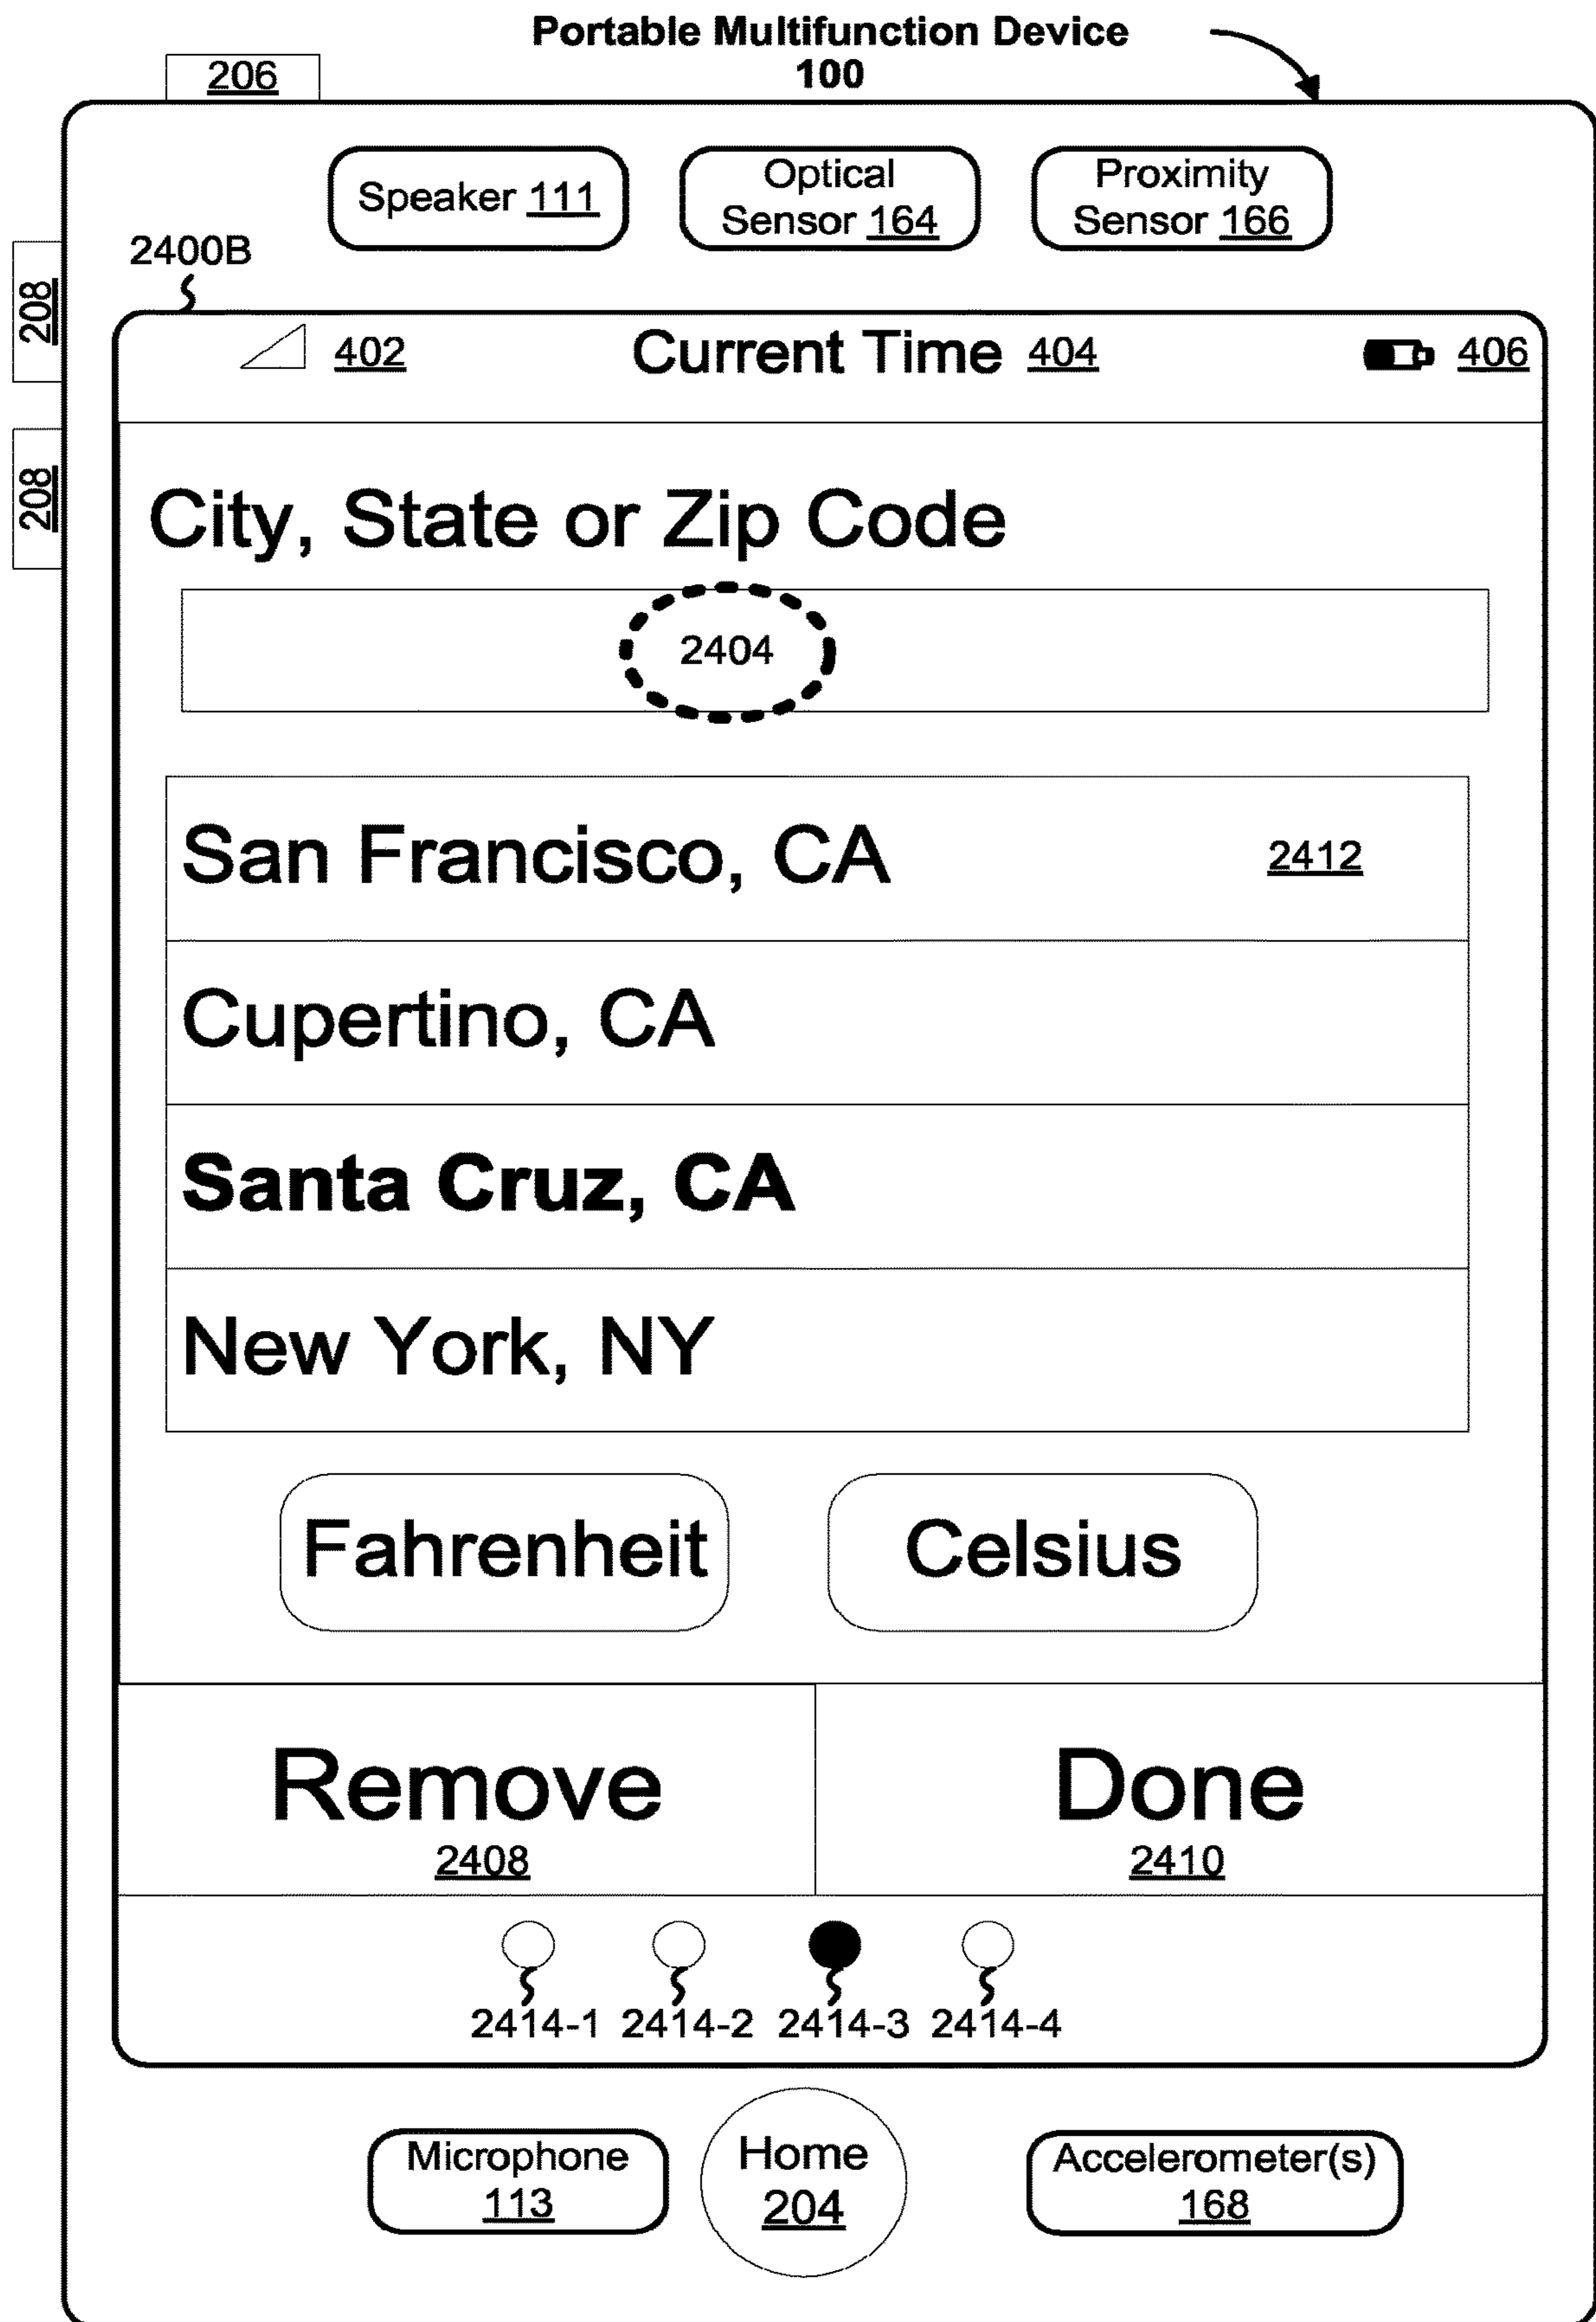 Portable Multifunction Device
100
206
Speaker 111
Optical
Sensor 164
Proximity
Sensor 166
2400B
208
208
402
Current Time 404
406
City, State or Zip Code
2404
San Francisco, CA
2412
Cupertino, CA
Santa Cruz, CA
New York, NY
Fahrenheit
Celsius
Remove
2408
Done
2410
2414-1 2414-2 2414-3 2414-4
Microphone
113
Home
204
Accelerometer(s)
168